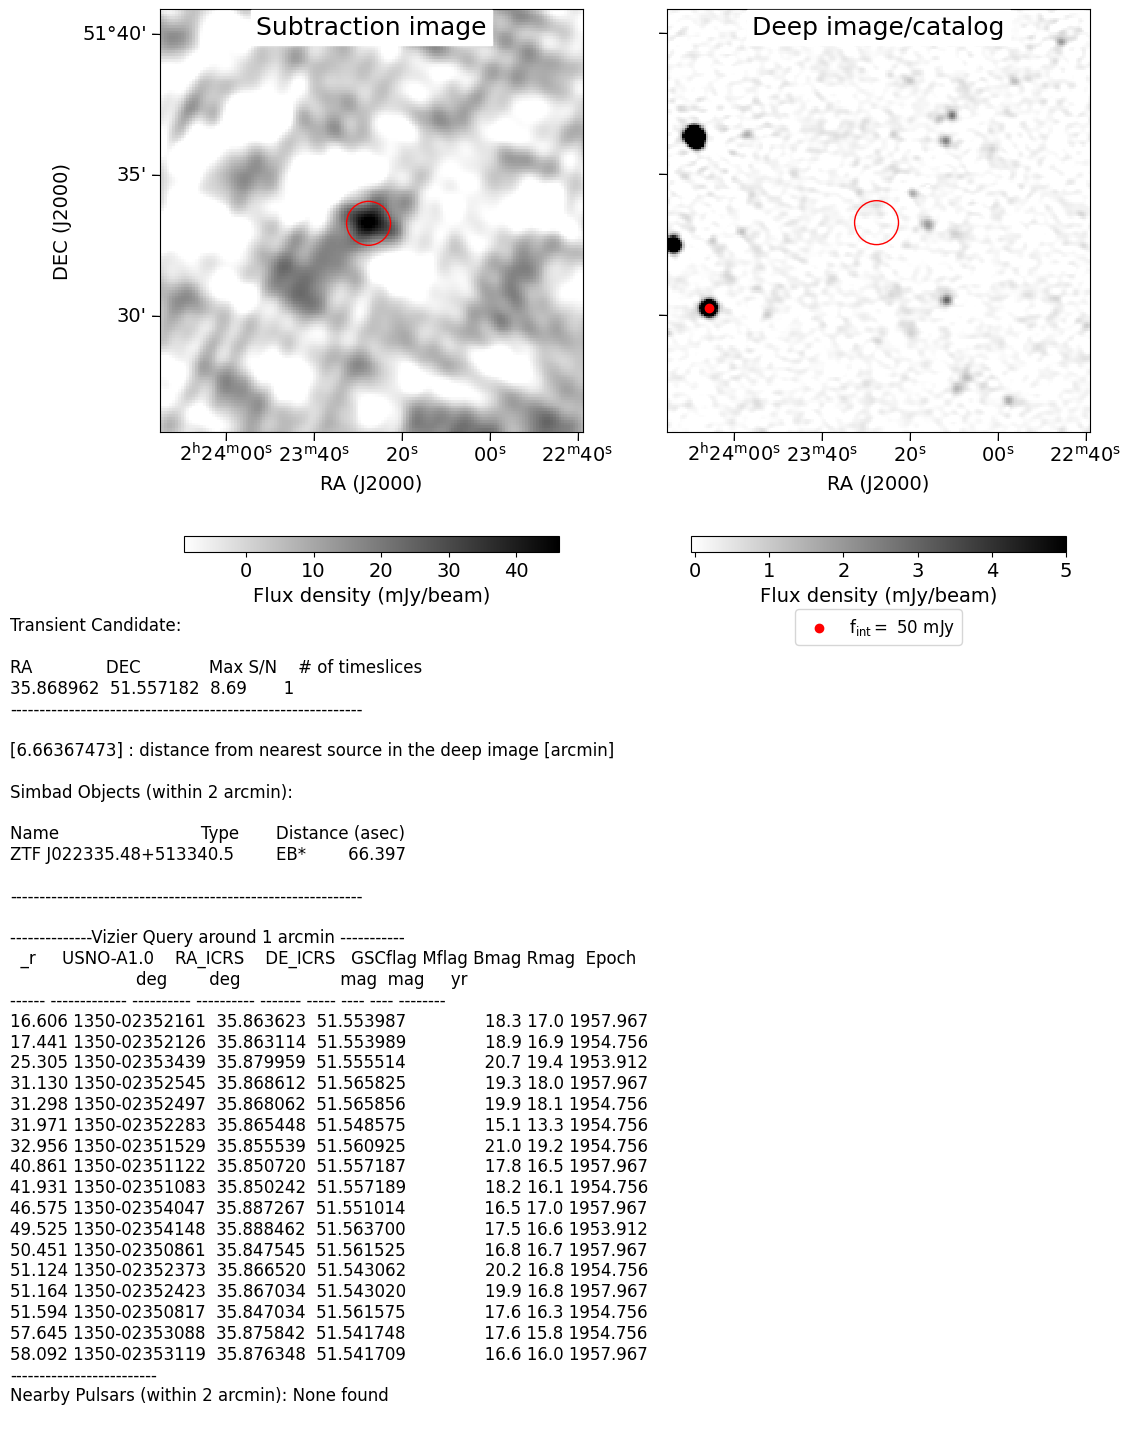 Subtraction image
Deep image/catalog
51°40'
35'
30'
DEC (J2000)
2h24m00s 23m40s 20s 00s 22m40s
2h24m00s 23m40s 20s 00s 22m40s
RA (J2000)
RA (J2000)
0 10 20 30 40
0 1 2 3 4 5
Flux density (mJy/beam)
Flux density (mJy/beam)
fint = 50 mJy
Transient Candidate:
RA DEC Max S/N # of timeslices
35.868962 51.557182 8.69 1
------------------------------------------------------------
[6.66367473] : distance from nearest source in the deep image [arcmin]
Simbad Objects (within 2 arcmin):
Name Type Distance (asec)
ZTF J022335.48+513340.5 EB* 66.397
------------------------------------------------------------
--------------Vizier Query around 1 arcmin -----------
_r USNO-A1.0 RA_ICRS DE_ICRS GSCflag Mflag Bmag Rmag Epoch
deg deg mag mag yr
------ ------------- ---------- ---------- ------- ----- ---- ---- --------
16.606 1350-02352161 35.863623 51.553987 18.3 17.0 1957.967
17.441 1350-02352126 35.863114 51.553989 18.9 16.9 1954.756
25.305 1350-02353439 35.879959 51.555514 20.7 19.4 1953.912
31.130 1350-02352545 35.868612 51.565825 19.3 18.0 1957.967
31.298 1350-02352497 35.868062 51.565856 19.9 18.1 1954.756
31.971 1350-02352283 35.865448 51.548575 15.1 13.3 1954.756
32.956 1350-02351529 35.855539 51.560925 21.0 19.2 1954.756
40.861 1350-02351122 35.850720 51.557187 17.8 16.5 1957.967
41.931 1350-02351083 35.850242 51.557189 18.2 16.1 1954.756
46.575 1350-02354047 35.887267 51.551014 16.5 17.0 1957.967
49.525 1350-02354148 35.888462 51.563700 17.5 16.6 1953.912
50.451 1350-02350861 35.847545 51.561525 16.8 16.7 1957.967
51.124 1350-02352373 35.866520 51.543062 20.2 16.8 1954.756
51.164 1350-02352423 35.867034 51.543020 19.9 16.8 1957.967
51.594 1350-02350817 35.847034 51.561575 17.6 16.3 1954.756
57.645 1350-02353088 35.875842 51.541748 17.6 15.8 1954.756
58.092 1350-02353119 35.876348 51.541709 16.6 16.0 1957.967
-------------------------
Nearby Pulsars (within 2 arcmin): None found